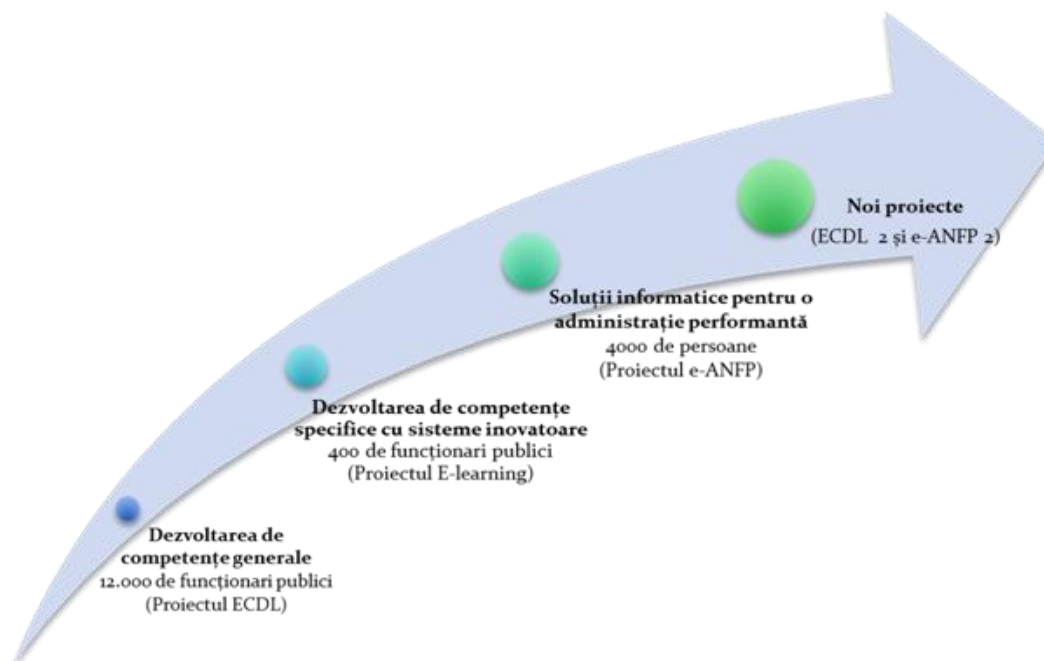 Noi proiecte
(ECDL 2 și e-ANFP 2)
Soluții informatice pentru o
administrație performantă
4000 de persoane
(Proiectul e-ANFP)
Dezvoltarea de competențe
specifice cu sisteme inovatoare
400 de funcționari publici
(Proiectul E-learning)
Dezvoltarea de
competențe generale
12.000 de funcționari publici
(Proiectul ECDL)